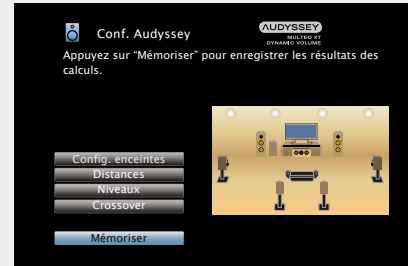 Conf. Audyssey
AUDYSSEY
MULTEQ XT
DYNAMIC VOLUME
Appuyez sur “Mémoriser” pour enregistrer les résultats des
calculs.
Config. enceintes
Distances
Niveaux
Crossover
Mémoriser